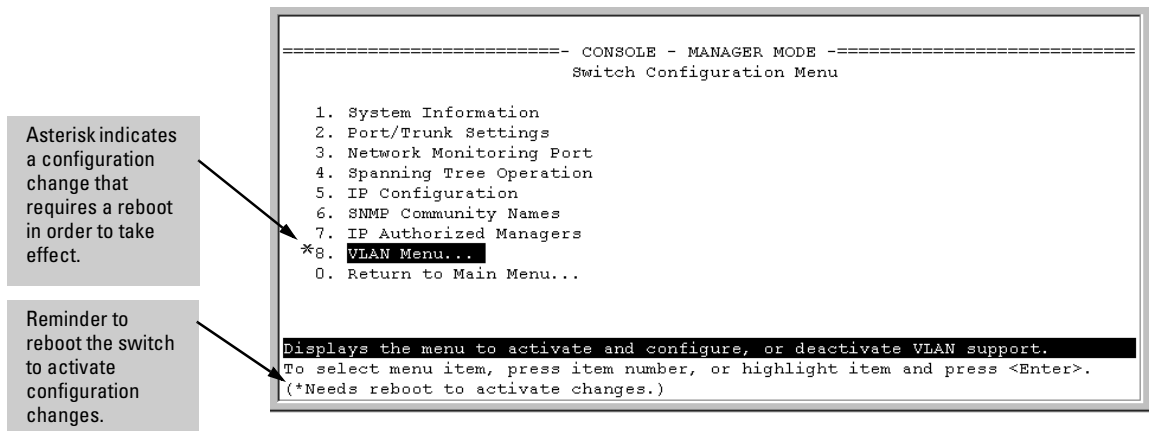 ==========================- CONSOLE - MANAGER MODE -============================
Switch Configuration Menu
1. System Information
2. Port/Trunk Settings
3. Network Monitoring Port
4. Spanning Tree Operation
5. IP Configuration
6. SNMP Community Names
7. IP Authorized Managers
*8. VLAN Menu...
0. Return to Main Menu...
Displays the menu to activate and configure, or deactivate VLAN support.
To select menu item, press item number, or highlight item and press <Enter>.
(*Needs reboot to activate changes.)
Asterisk indicates
a configuration
change that
requires a reboot
in order to take
effect.
Reminder to
reboot the switch
to activate
configuration
changes.